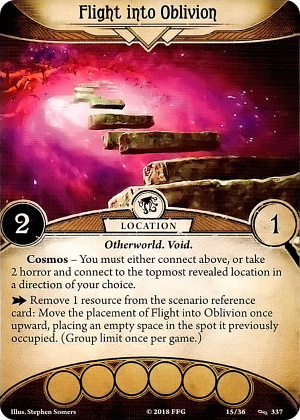 Flight into Oblivion
2
LOCATION
1
Otherworld. Void.
Cosmos – You must either connect above, or take
2 horror and connect to the topmost revealed location in
a direction of your choice.
Remove 1 resource from the scenario reference
card: Move the placement of Flight into Oblivion once
upward, placing an empty space in the spot it previously
occupied. (Group limit once per game.)
Illus. Stephen Somers
© 2018 FFG
15/36
337